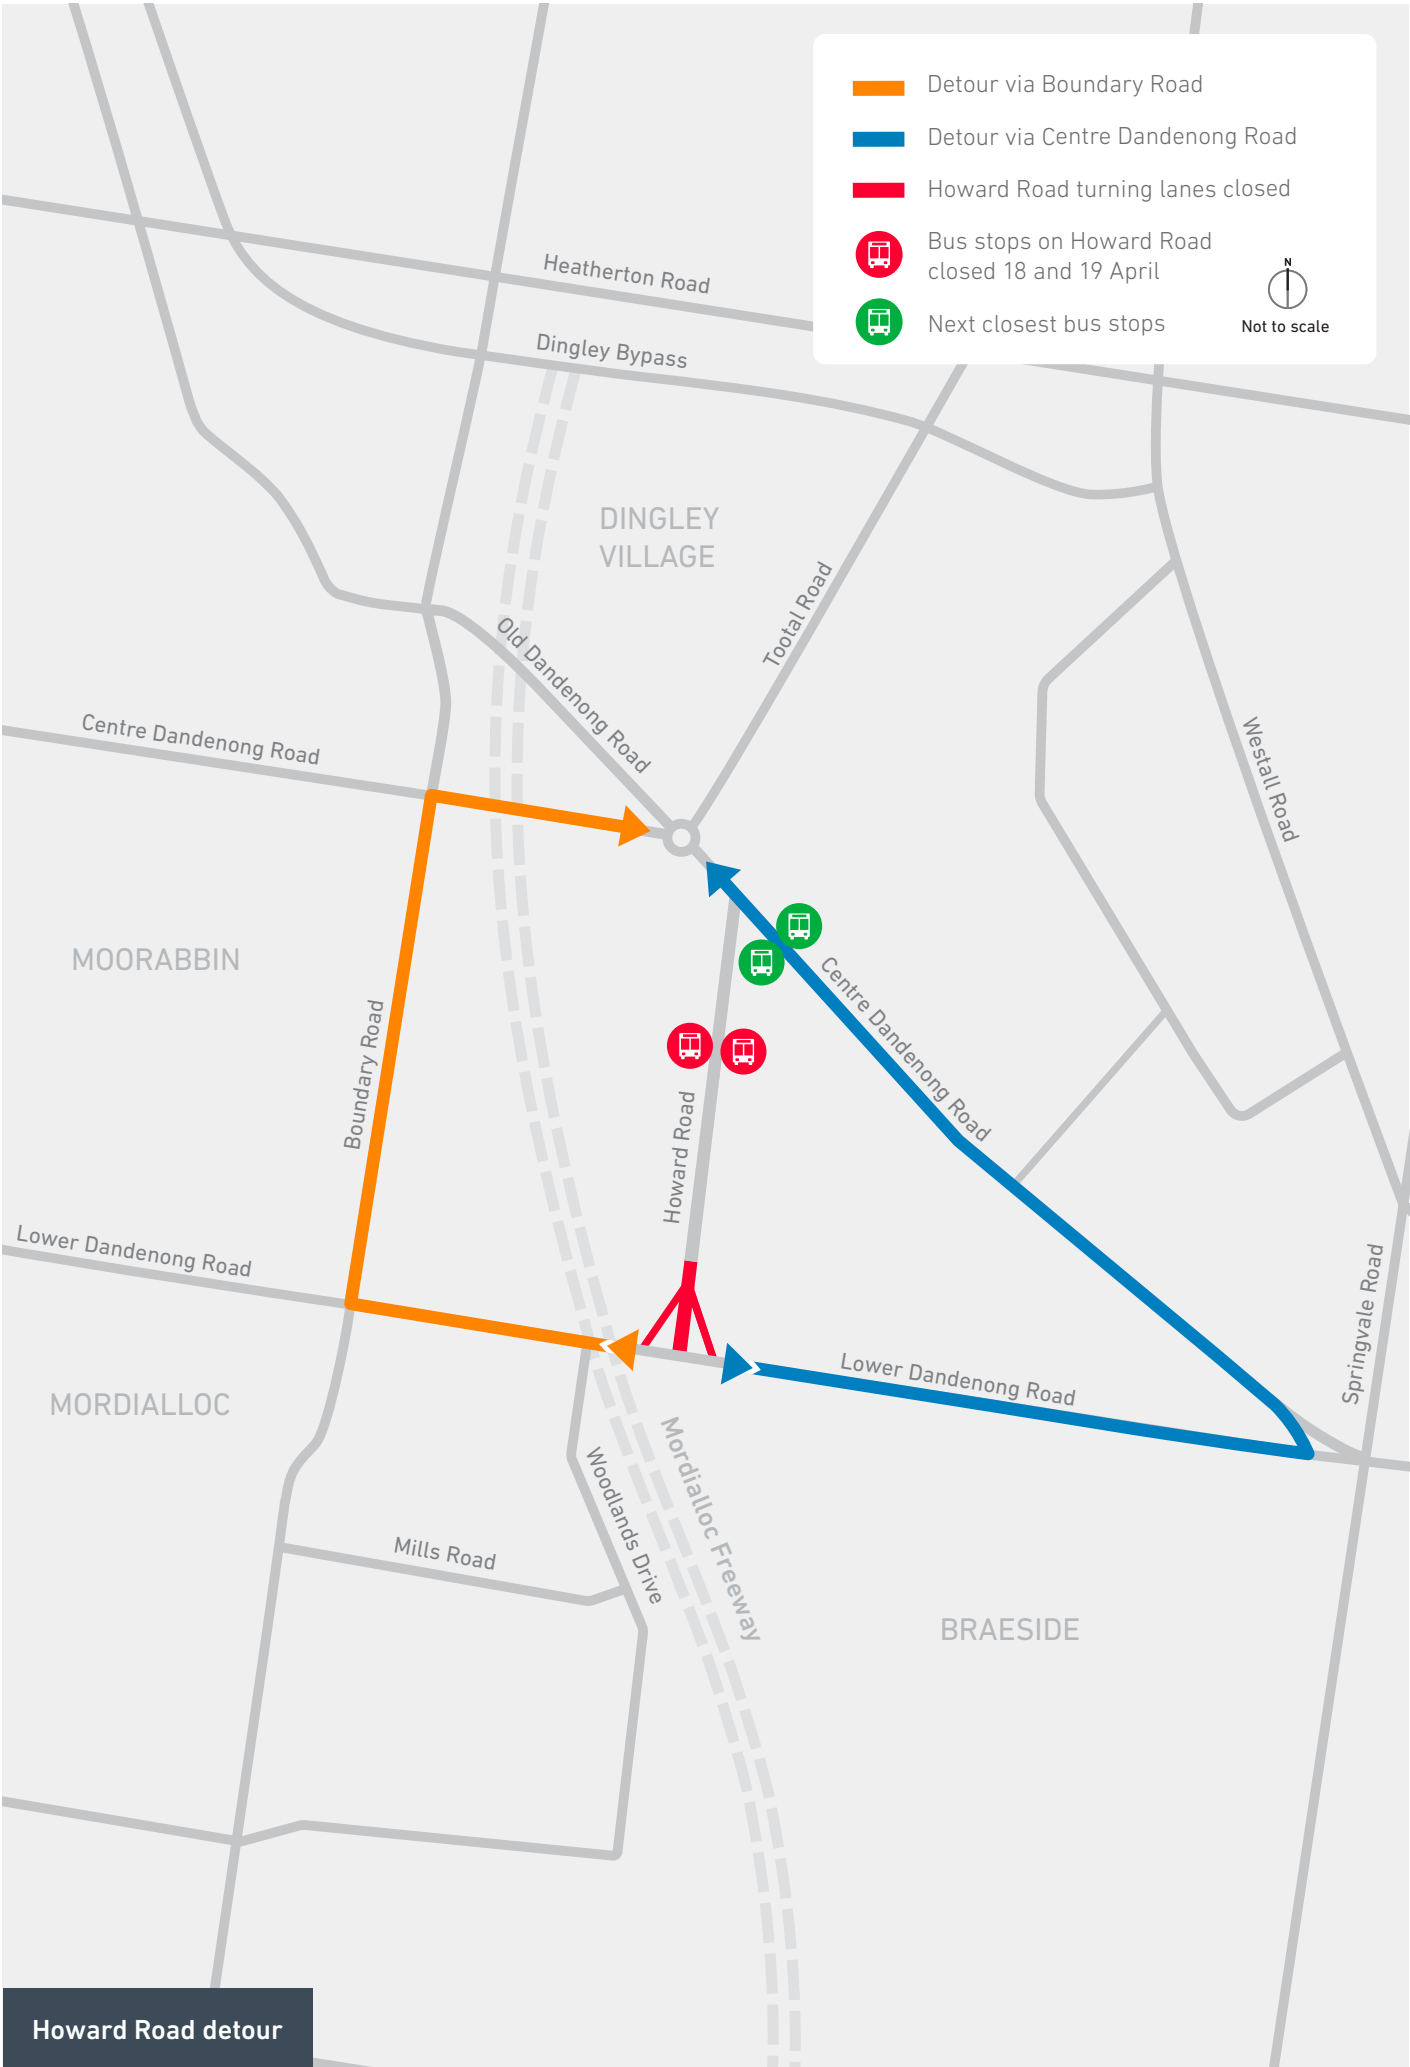 Detour via Boundary Road
Detour via Centre Dandenong Road
Howard Road turning lanes closed
Bus stops on Howard Road
closed 18 and 19 April
Next closest bus stops
N
Not to scale
Heatherton Road
Dingley Bypass
DINGLEY
VILLAGE
Tootal Road
Old Dandenong Road
Centre Dandenong Road
Westall Road
MOORABBIN
Centre Dandenong Road
Boundary Road
Howard Road
Lower Dandenong Road
Springvale Road
Lower Dandenong Road
MORDIALLOC
Mordialloc Freeway
Woodlands Drive
Mills Road
BRAESIDE
Howard Road detour